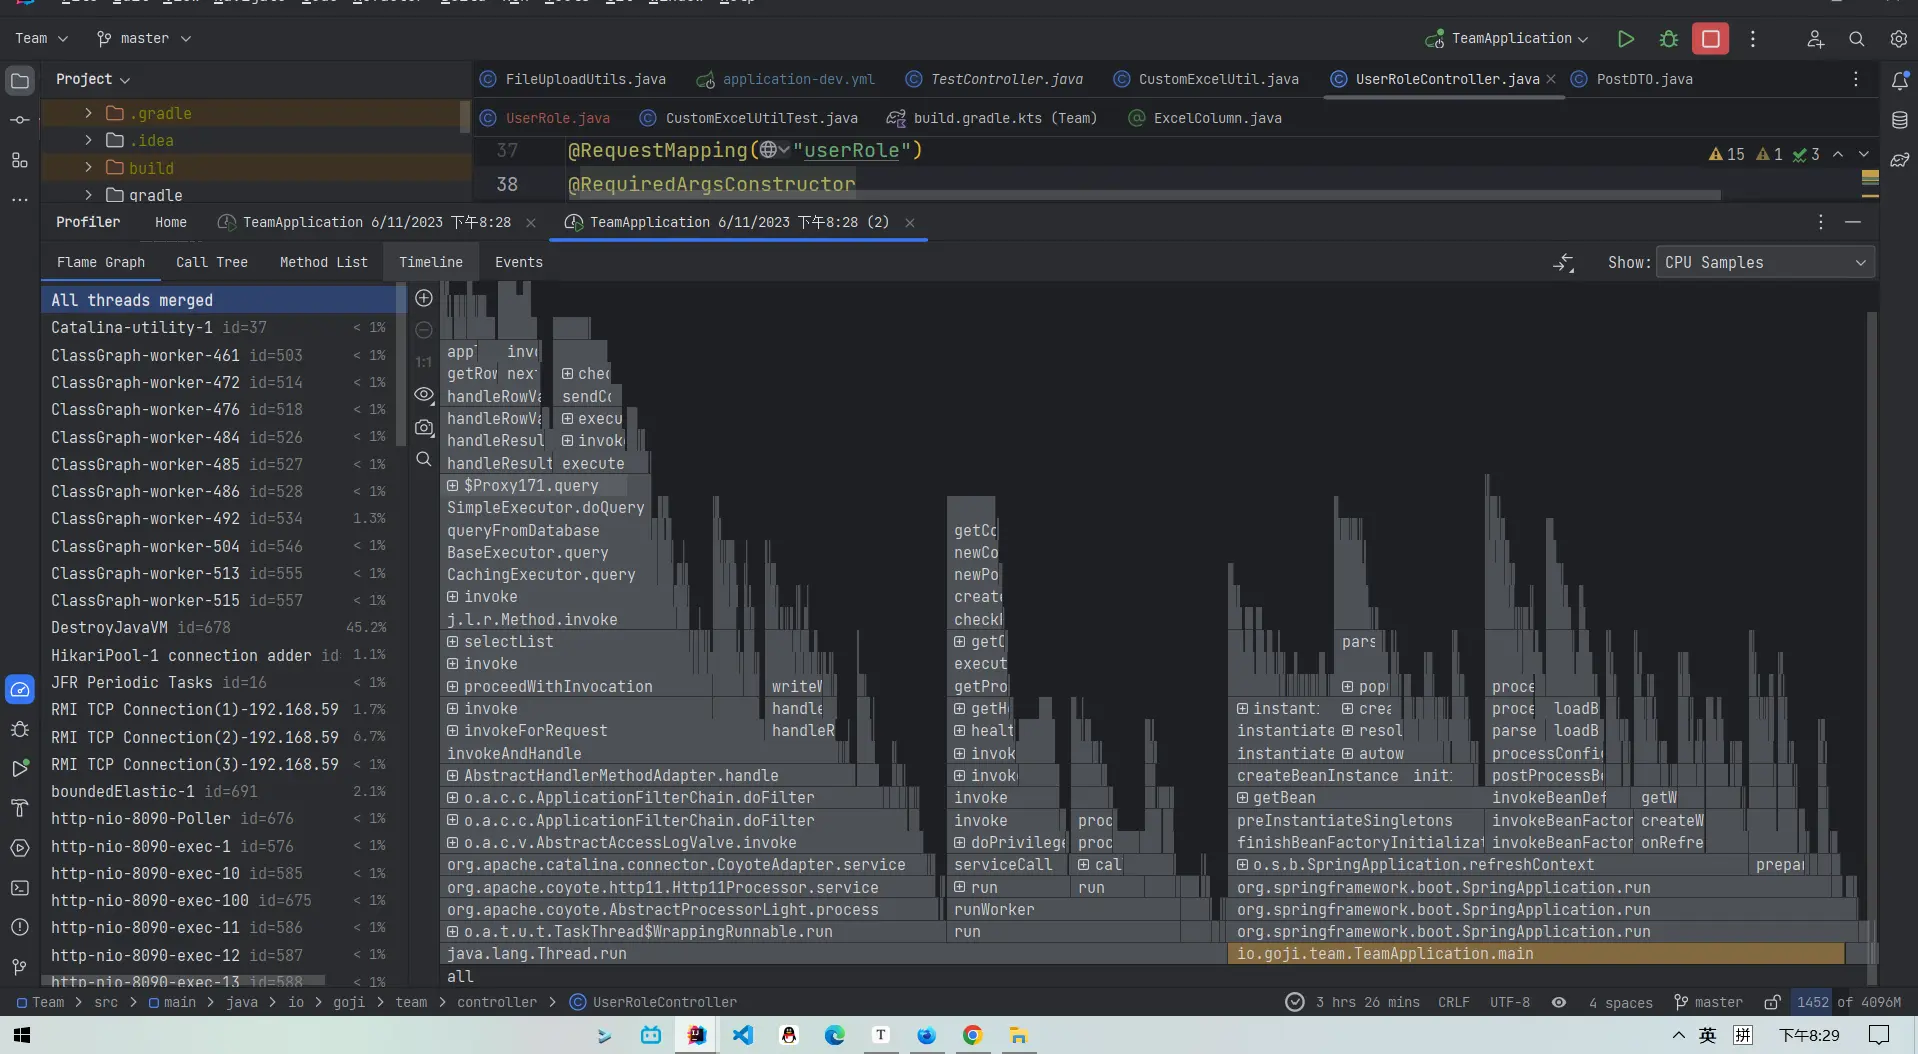 Team master TeamApplication
Project FileUploadUtils.java application-dev.yml TestController.java CustomExcelUtil.java UserRoleController.java PostDTO.java
.gradle UserRole.java CustomExcelUtilTest.java build.gradle.kts (Team) ExcelColumn.java
.idea
build
gradle
37 @RequestMapping("userRole") 15 1 3
38 @RequiredArgsConstructor
Profiler Home TeamApplication 6/11/2023 下午8:28 TeamApplication 6/11/2023 下午8:28 (2)
Flame Graph Call Tree Method List Timeline Events Show: CPU Samples
All threads merged
Catalina-utility-1 id=37 < 1%
ClassGraph-worker-461 id=503 < 1%
ClassGraph-worker-472 id=514 < 1%
ClassGraph-worker-476 id=518 < 1%
ClassGraph-worker-484 id=526 < 1%
ClassGraph-worker-485 id=527 < 1%
ClassGraph-worker-486 id=528 < 1%
ClassGraph-worker-492 id=534 1.3%
ClassGraph-worker-504 id=546 < 1%
ClassGraph-worker-513 id=555 < 1%
ClassGraph-worker-515 id=557 < 1%
DestroyJavaVM id=678 45.2%
HikariPool-1 connection adder id 1.1%
JFR Periodic Tasks id=16 < 1%
RMI TCP Connection(1)-192.168.59 1.7%
RMI TCP Connection(2)-192.168.59 6.7%
RMI TCP Connection(3)-192.168.59 < 1%
boundedElastic-1 id=691 2.1%
http-nio-8090-Poller id=676 < 1%
http-nio-8090-exec-1 id=576 < 1%
http-nio-8090-exec-10 id=585 < 1%
http-nio-8090-exec-100 id=675 < 1%
http-nio-8090-exec-11 id=586 < 1%
http-nio-8090-exec-12 id=587 < 1%
http-nio-8090-exec-13 id=588 < 1%
1:1
app inv
getRow nex chec
handleRowVa sendCo
handleRowVa execu
handleResul invok
handleResult execute
$Proxy171.query
SimpleExecutor.doQuery
queryFromDatabase getCo
BaseExecutor.query newCo
CachingExecutor.query newPo
invoke create
j.l.r.Method.invoke check
selectList getC pars
invoke execut
proceedWithInvocation writeW getPro pop proce
invoke handle getHe instant crea proce loadB
invokeForRequest handleR healt instantiate resol parse loadB
invokeAndHandle invok instantiate autow processConfig
AbstractHandlerMethodAdapter.handle invok createBeanInstance init postProcessBe
o.a.c.c.ApplicationFilterChain.doFilter invoke getBean invokeBeanDef getW
o.a.c.c.ApplicationFilterChain.doFilter invoke proc preInstantiateSingletons invokeBeanFactor createW
o.a.c.v.AbstractAccessLogValve.invoke doPrivilege proc finishBeanFactoryInitializat invokeBeanFactor onRefre
org.apache.catalina.connector.CoyoteAdapter.service serviceCall cal o.s.b.SpringApplication.refreshContext prepar
org.apache.coyote.http11.Http11Processor.service run run org.springframework.boot.SpringApplication.run
org.apache.coyote.AbstractProcessorLight.process runWorker org.springframework.boot.SpringApplication.run
o.a.t.u.t.TaskThread$WrappingRunnable.run run org.springframework.boot.SpringApplication.run
java.lang.Thread.run io.goji.team.TeamApplication.main
all
Team > src > main > java > io > goji > team > controller > UserRoleController 3 hrs 26 mins CRLF UTF-8 4 spaces master 1452 of 4096M
英 拼 下午8:29